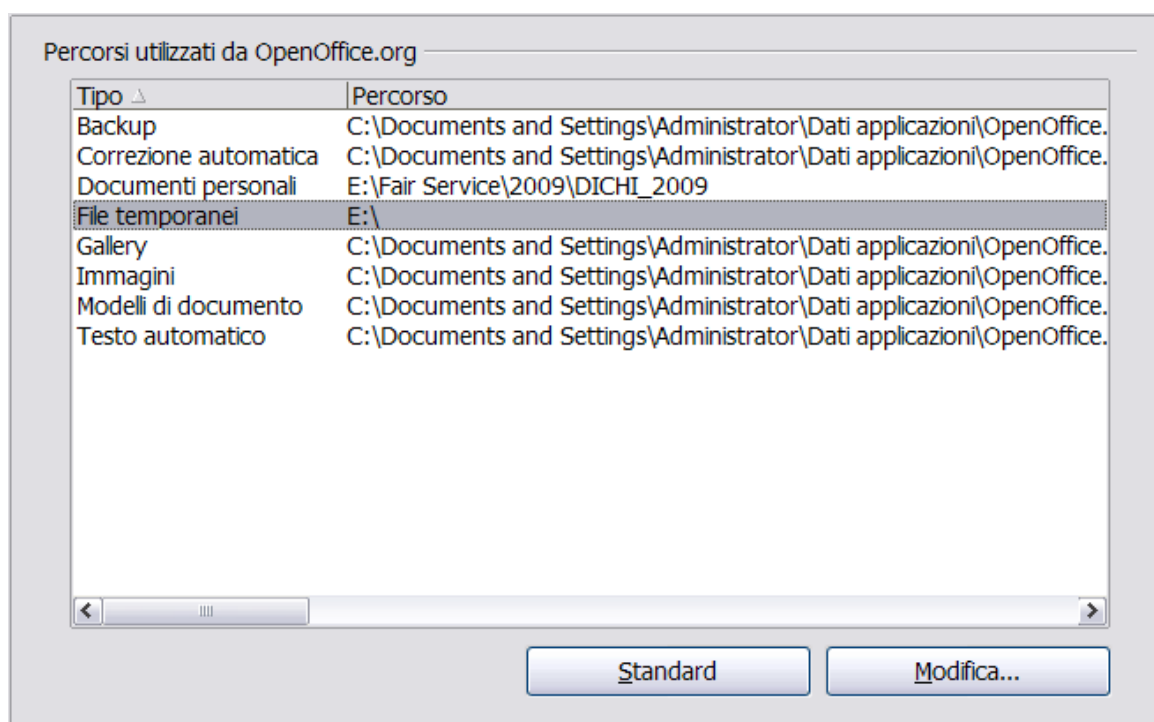 Percorsi utilizzati da OpenOffice.org
Tipo Percorso
Backup C:\Documents and Settings\Administrator\Dati applicazioni\OpenOffice.
Correzione automatica C:\Documents and Settings\Administrator\Dati applicazioni\OpenOffice.
Documenti personali E:\Fair Service\2009\DICHI_2009
File temporanei E:\
Gallery C:\Documents and Settings\Administrator\Dati applicazioni\OpenOffice.
Immagini C:\Documents and Settings\Administrator\Dati applicazioni\OpenOffice.
Modelli di documento C:\Documents and Settings\Administrator\Dati applicazioni\OpenOffice.
Testo automatico C:\Documents and Settings\Administrator\Dati applicazioni\OpenOffice.
Standard Modifica...